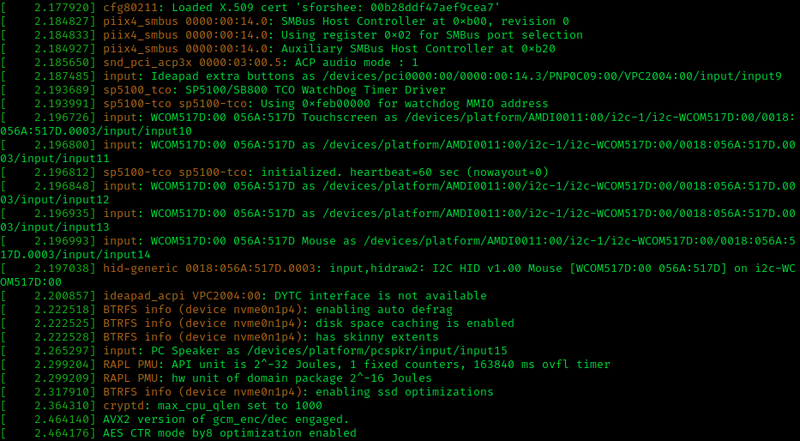 [    2.177920] cfg80211: Loaded X.509 cert 'sforshee: 00b28ddf47aef9cea7'
[    2.184827] piix4_smbus 0000:00:14.0: SMBus Host Controller at 0xb00, revision 0
[    2.184833] piix4_smbus 0000:00:14.0: Using register 0x02 for SMBus port selection
[    2.184927] piix4_smbus 0000:00:14.0: Auxiliary SMBus Host Controller at 0xb20
[    2.185650] snd_pci_acp3x 0000:03:00.5: ACP audio mode : 1
[    2.187485] input: Ideapad extra buttons as /devices/pci0000:00/0000:00:14.3/PNP0C09:00/VPC2004:00/input/input9
[    2.193689] sp5100_tco: SP5100/SB800 TCO WatchDog Timer Driver
[    2.193991] sp5100-tco sp5100-tco: Using 0xfeb00000 for watchdog MMIO address
[    2.196726] input: WCOM517D:00 056A:517D Touchscreen as /devices/platform/AMDI0011:00/i2c-1/i2c-WCOM517D:00/0018:
056A:517D.0003/input/input10
[    2.196800] input: WCOM517D:00 056A:517D as /devices/platform/AMDI0011:00/i2c-1/i2c-WCOM517D:00/0018:056A:517D.00
03/input/input11
[    2.196812] sp5100-tco sp5100-tco: initialized. heartbeat=60 sec (nowayout=0)
[    2.196848] input: WCOM517D:00 056A:517D as /devices/platform/AMDI0011:00/i2c-1/i2c-WCOM517D:00/0018:056A:517D.00
03/input/input12
[    2.196935] input: WCOM517D:00 056A:517D as /devices/platform/AMDI0011:00/i2c-1/i2c-WCOM517D:00/0018:056A:517D.00
03/input/input13
[    2.196993] input: WCOM517D:00 056A:517D Mouse as /devices/platform/AMDI0011:00/i2c-1/i2c-WCOM517D:00/0018:056A:5
17D.0003/input/input14
[    2.197038] hid-generic 0018:056A:517D.0003: input,hidraw2: I2C HID v1.00 Mouse [WCOM517D:00 056A:517D] on i2c-WC
OM517D:00
[    2.200857] ideapad_acpi VPC2004:00: DYTC interface is not available
[    2.222518] BTRFS info (device nvme0n1p4): enabling auto defrag
[    2.222525] BTRFS info (device nvme0n1p4): disk space caching is enabled
[    2.222528] BTRFS info (device nvme0n1p4): has skinny extents
[    2.265297] input: PC Speaker as /devices/platform/pcspkr/input/input15
[    2.299204] RAPL PMU: API unit is 2^-32 Joules, 1 fixed counters, 163840 ms ovfl timer
[    2.299209] RAPL PMU: hw unit of domain package 2^-16 Joules
[    2.317910] BTRFS info (device nvme0n1p4): enabling ssd optimizations
[    2.364310] cryptd: max_cpu_qlen set to 1000
[    2.464140] AVX2 version of gcm_enc/dec engaged.
[    2.464176] AES CTR mode by8 optimization enabled